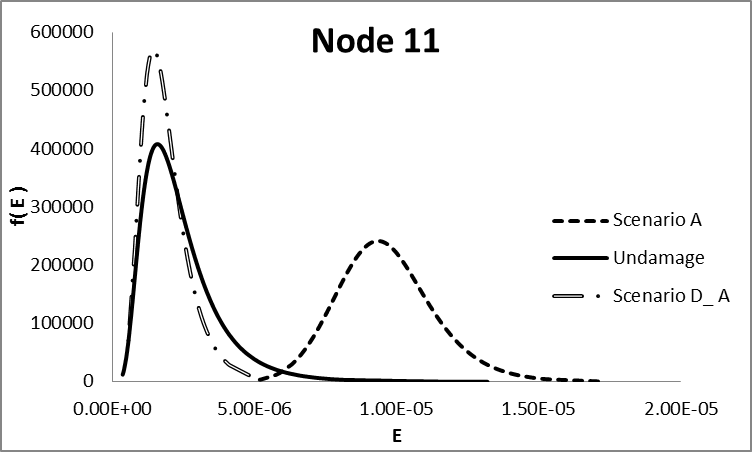 Node 11
600000
500000
400000
300000
200000
100000
0
f( E )
0.00E+00 5.00E-06 1.00E-05 1.50E-05 2.00E-05
E
Scenario A
Undamage
Scenario D_ A